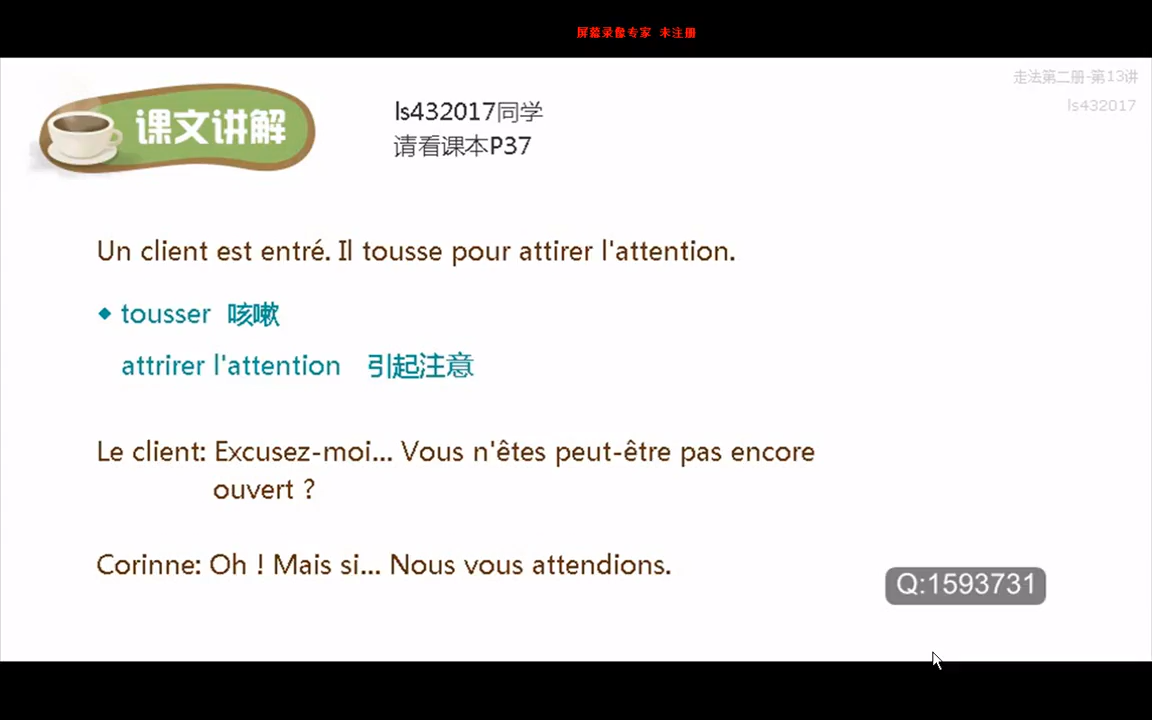 屏幕录像专家 未注册
走法第二册-第13讲
ls432017
课文讲解
ls432017同学
请看课本P37
Un client est entré. Il tousse pour attirer l'attention.
◆ tousser 咳嗽
attrirer l'attention 引起注意
Le client: Excusez-moi... Vous n'êtes peut-être pas encore
ouvert ?
Corinne: Oh ! Mais si... Nous vous attendions.
Q:1593731